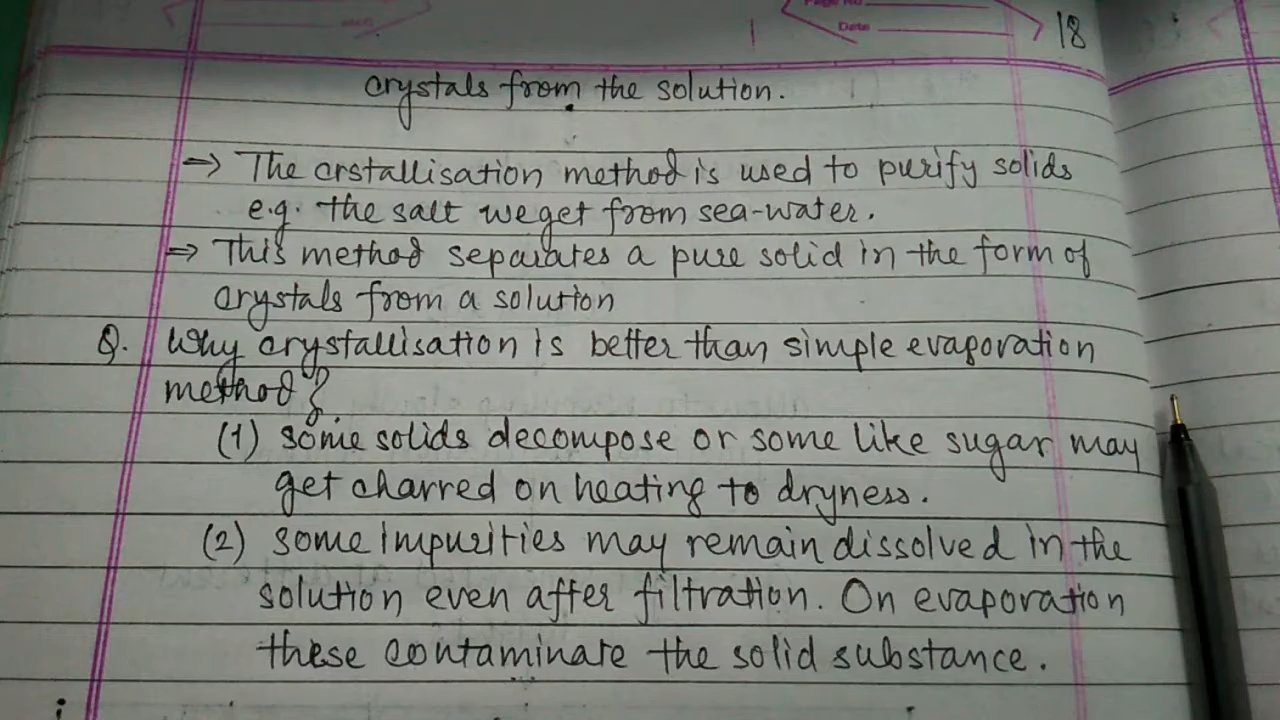 Page No
Date
18
crystals from the solution.
→ The crstallisation method is used to purify solids
e.g. the salt we get from sea-water.
⇒ This method separates a pure solid in the form of
crystals from a solution
Q. Why crystallisation is better than simple evaporation
method?
(1) some solids decompose or some like sugar may
get charred on heating to dryness.
(2) some impurities may remain dissolved in the
solution even after filtration. On evaporation
these contaminate the solid substance.